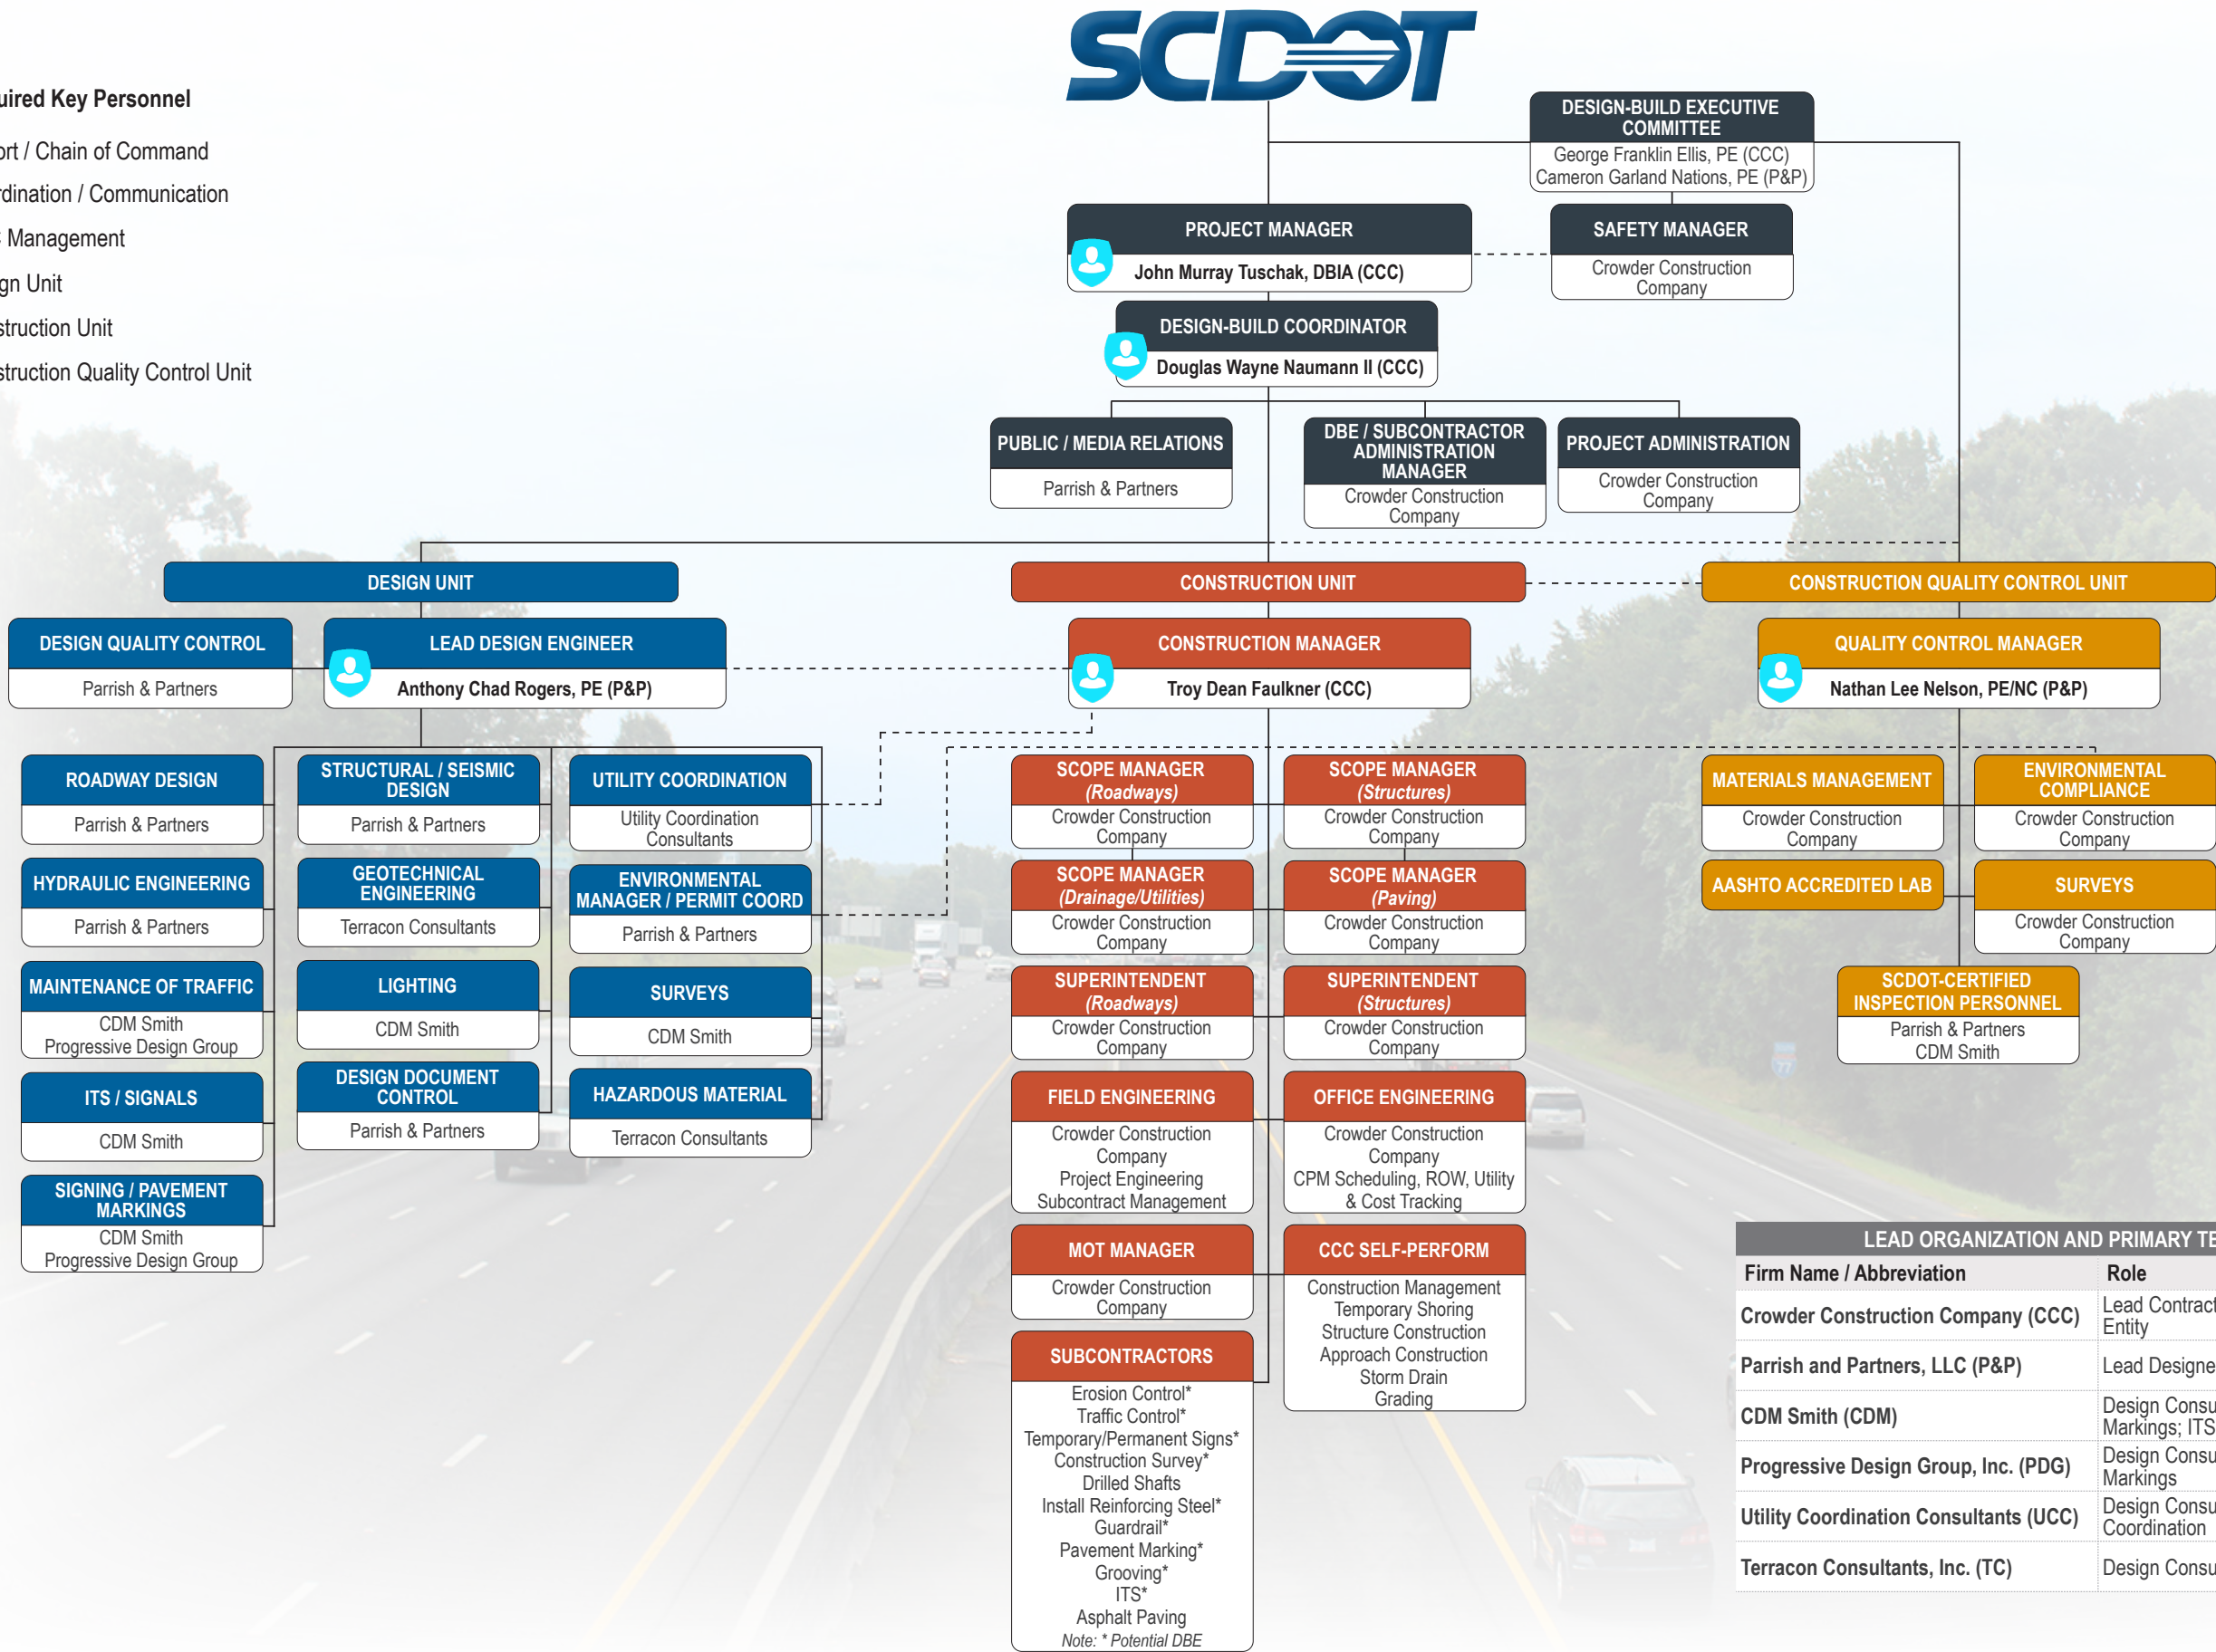 SCDOT
uired Key Personnel
ort / Chain of Command
rdination / Communication
Management
gn Unit
struction Unit
struction Quality Control Unit
DESIGN-BUILD EXECUTIVE
COMMITTEE
George Franklin Ellis, PE (CCC)
Cameron Garland Nations, PE (P&P)
PROJECT MANAGER
John Murray Tuschak, DBIA (CCC)
SAFETY MANAGER
Crowder Construction
Company
DESIGN-BUILD COORDINATOR
Douglas Wayne Naumann II (CCC)
PUBLIC / MEDIA RELATIONS
Parrish & Partners
DBE / SUBCONTRACTOR
ADMINISTRATION
MANAGER
Crowder Construction
Company
PROJECT ADMINISTRATION
Crowder Construction
Company
DESIGN UNIT
CONSTRUCTION UNIT
CONSTRUCTION QUALITY CONTROL UNIT
DESIGN QUALITY CONTROL
Parrish & Partners
LEAD DESIGN ENGINEER
Anthony Chad Rogers, PE (P&P)
CONSTRUCTION MANAGER
Troy Dean Faulkner (CCC)
QUALITY CONTROL MANAGER
Nathan Lee Nelson, PE/NC (P&P)
ROADWAY DESIGN
Parrish & Partners
HYDRAULIC ENGINEERING
Parrish & Partners
MAINTENANCE OF TRAFFIC
CDM Smith
Progressive Design Group
ITS / SIGNALS
CDM Smith
SIGNING / PAVEMENT
MARKINGS
CDM Smith
Progressive Design Group
STRUCTURAL / SEISMIC
DESIGN
Parrish & Partners
GEOTECHNICAL
ENGINEERING
Terracon Consultants
LIGHTING
CDM Smith
DESIGN DOCUMENT
CONTROL
Parrish & Partners
UTILITY COORDINATION
Utility Coordination
Consultants
ENVIRONMENTAL
MANAGER / PERMIT COORD
Parrish & Partners
SURVEYS
CDM Smith
HAZARDOUS MATERIAL
Terracon Consultants
SCOPE MANAGER
(Roadways)
Crowder Construction
Company
SCOPE MANAGER
(Structures)
Crowder Construction
Company
SCOPE MANAGER
(Drainage/Utilities)
Crowder Construction
Company
SCOPE MANAGER
(Paving)
Crowder Construction
Company
SUPERINTENDENT
(Roadways)
Crowder Construction
Company
SUPERINTENDENT
(Structures)
Crowder Construction
Company
FIELD ENGINEERING
Crowder Construction
Company
Project Engineering
Subcontract Management
OFFICE ENGINEERING
Crowder Construction
Company
CPM Scheduling, ROW, Utility
& Cost Tracking
MOT MANAGER
Crowder Construction
Company
CCC SELF-PERFORM
Construction Management
Temporary Shoring
Structure Construction
Approach Construction
Storm Drain
Grading
SUBCONTRACTORS
Erosion Control*
Traffic Control*
Temporary/Permanent Signs*
Construction Survey*
Drilled Shafts
Install Reinforcing Steel*
Guardrail*
Pavement Marking*
Grooving*
ITS*
Asphalt Paving
Note: * Potential DBE
MATERIALS MANAGEMENT
Crowder Construction
Company
ENVIRONMENTAL
COMPLIANCE
Crowder Construction
Company
AASHTO ACCREDITED LAB
SURVEYS
Crowder Construction
Company
SCDOT-CERTIFIED
INSPECTION PERSONNEL
Parrish & Partners
CDM Smith
77
LEAD ORGANIZATION AND PRIMARY TE
Firm Name / Abbreviation Role
Crowder Construction Company (CCC) Lead Contract
Entity
Parrish and Partners, LLC (P&P) Lead Designe
CDM Smith (CDM) Design Consu
Markings; ITS
Progressive Design Group, Inc. (PDG) Design Consu
Markings
Utility Coordination Consultants (UCC) Design Consu
Coordination
Terracon Consultants, Inc. (TC) Design Consu